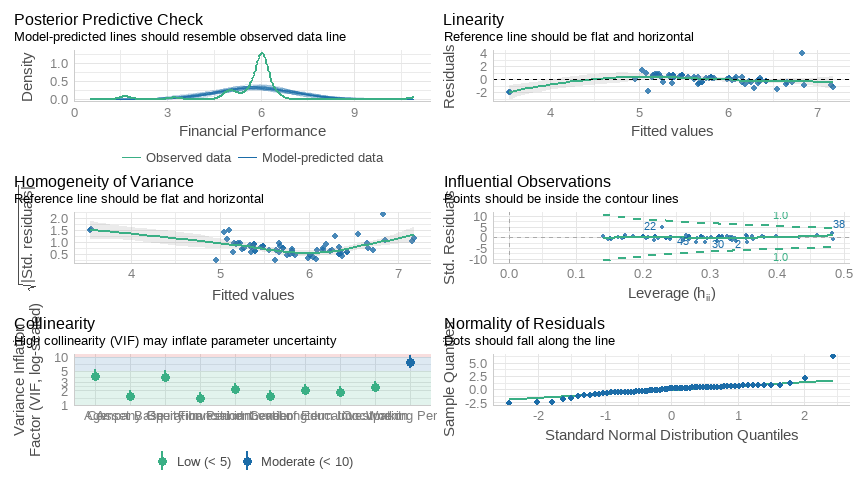 Posterior Predictive Check
Model-predicted lines should resemble observed data line
Density
1.0
0.5
0.0
0
3
6
9
Financial Performance
Observed data
Model-predicted data
Linearity
Reference line should be flat and horizontal
Residuals
4
2
0
-2
4
5
6
7
Fitted values
Homogeneity of Variance
Reference line should be flat and horizontal
√|Std. residuals|
2.0
1.5
1.0
0.5
4
5
6
7
Fitted values
Influential Observations
Points should be inside the contour lines
Std. Residuals
10
5
0
-5
-10
22
43
30
2
38
1.0
1.0
0.0
0.1
0.2
0.3
0.4
0.5
Leverage (hii)
Collinearity
High collinearity (VIF) may inflate parameter uncertainty
Variance Inflation
Factor (VIF, log-scaled)
10
5
3
2
1
Low (< 5)
Moderate (< 10)
Normality of Residuals
Dots should fall along the line
Sample Quantiles
5.0
2.5
0.0
-2.5
-2
-1
0
1
2
Standard Normal Distribution Quantiles